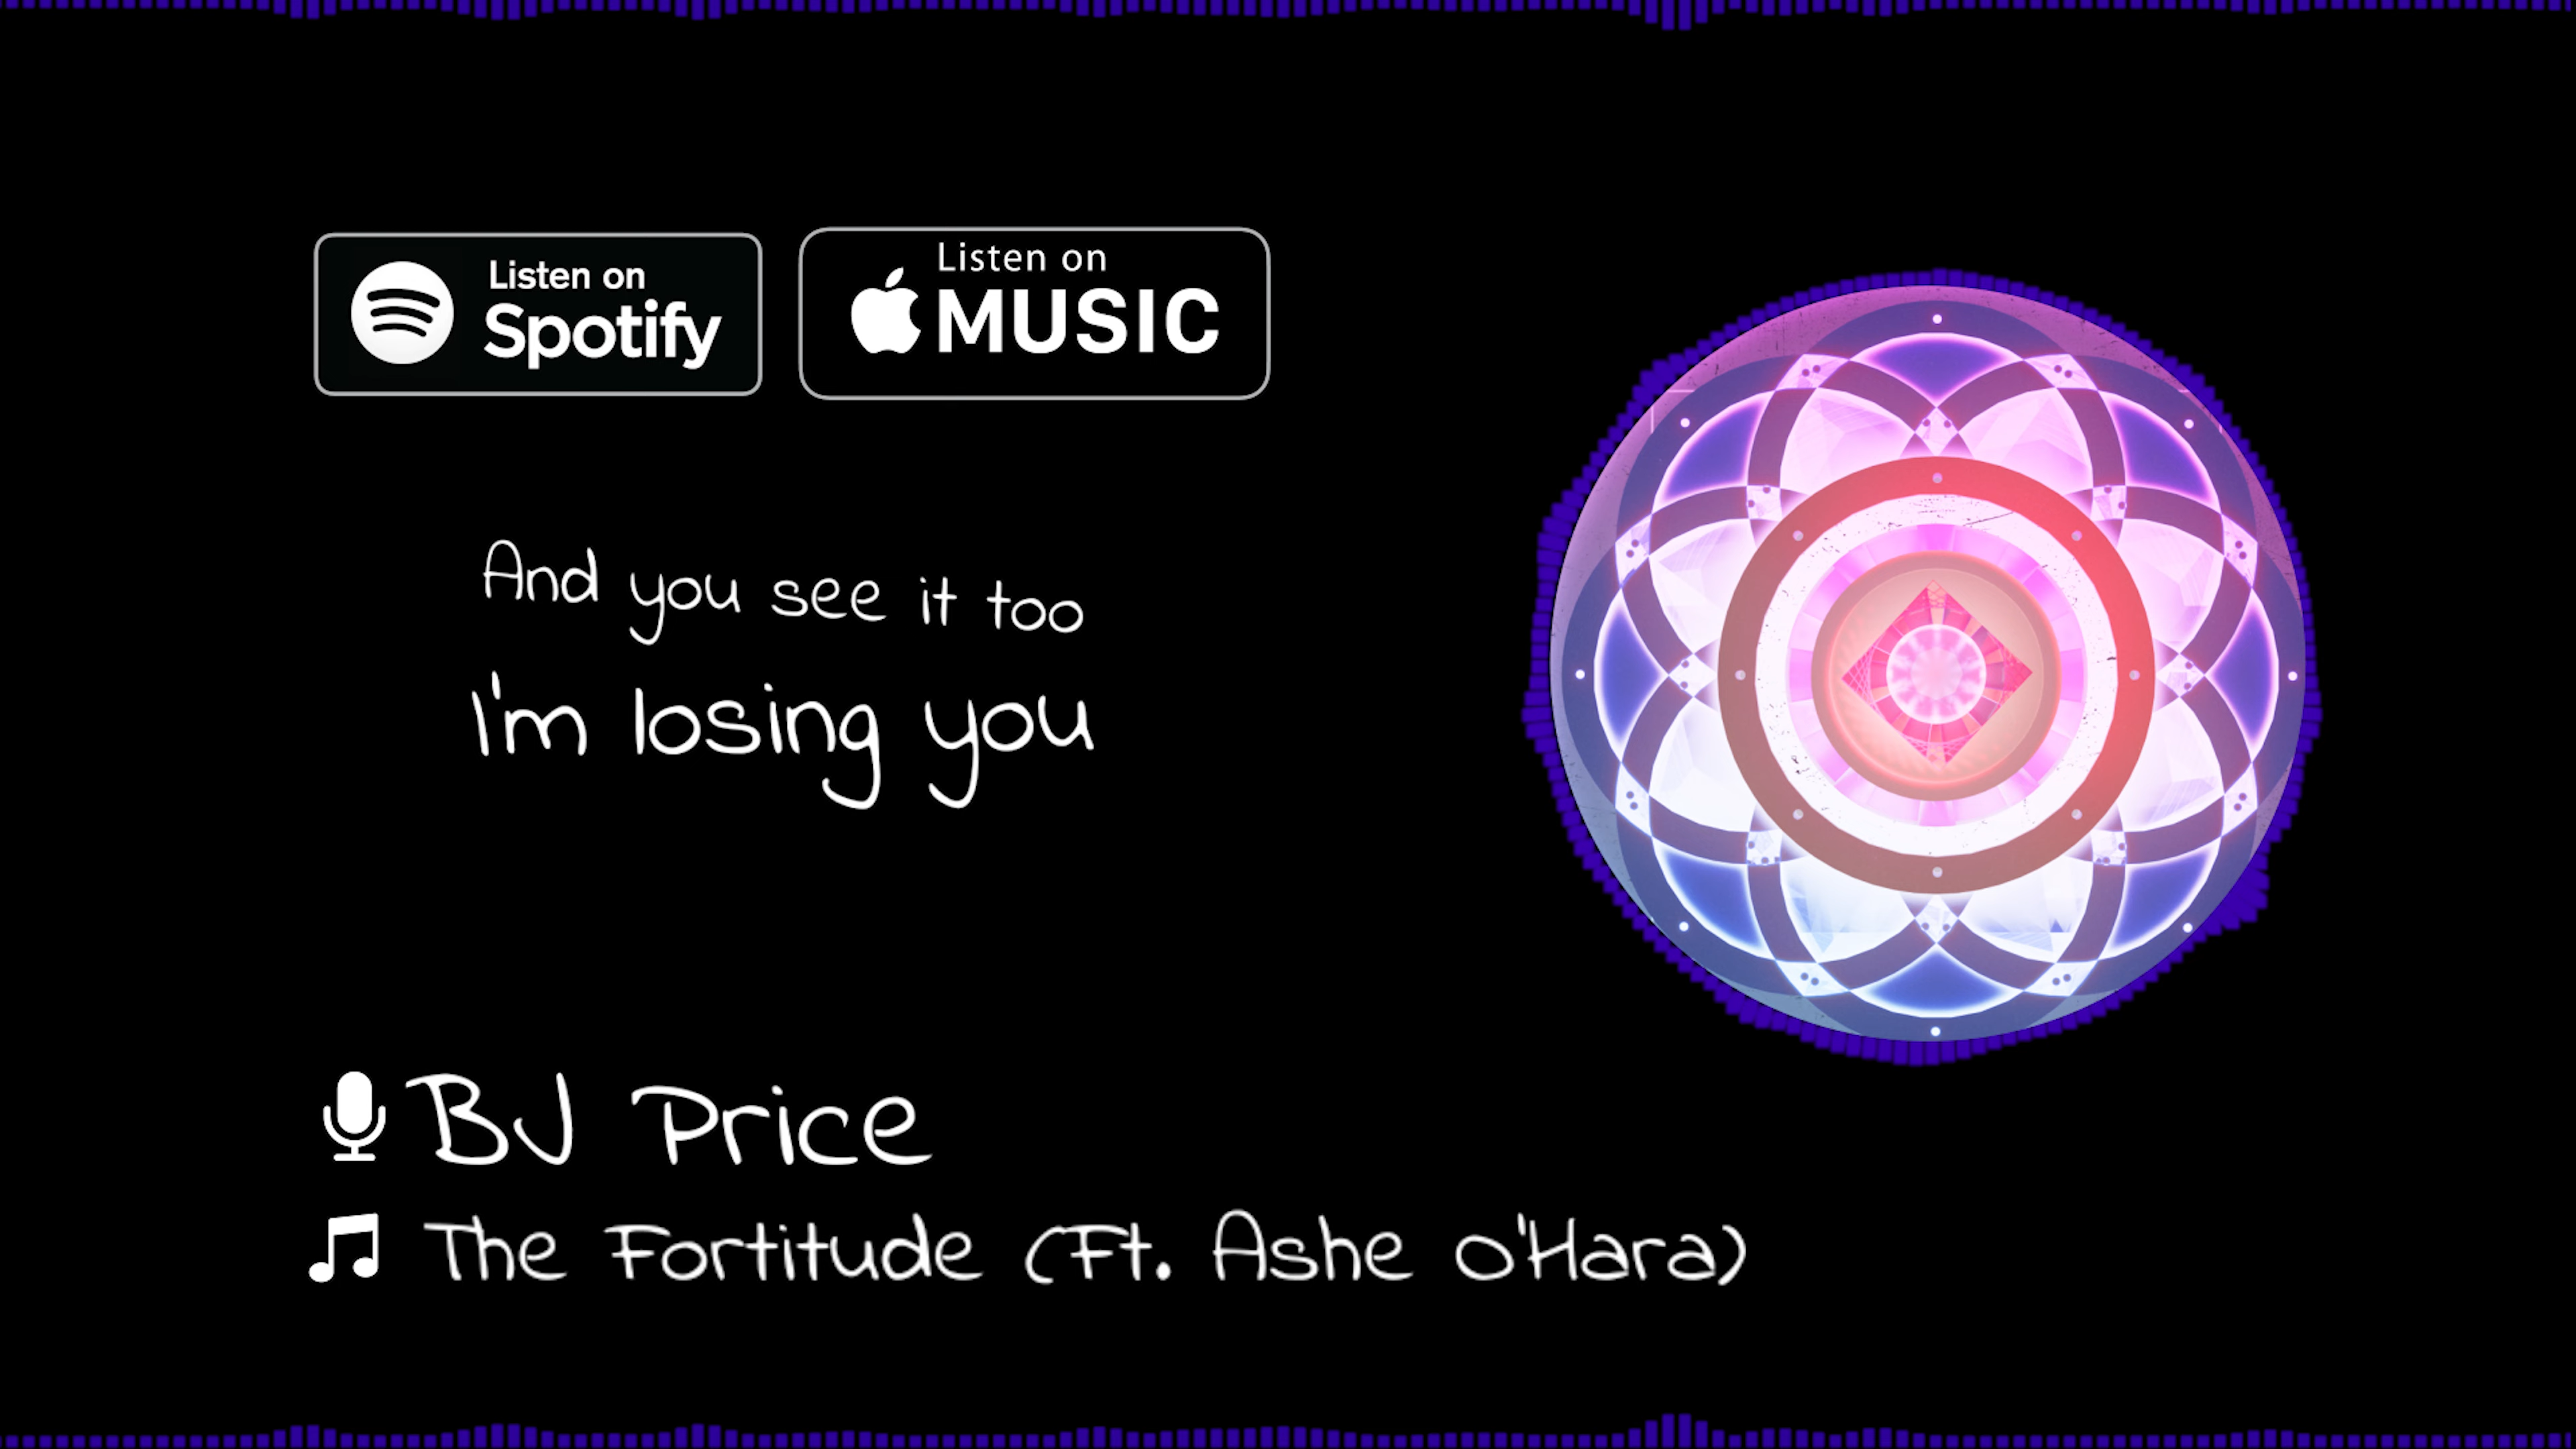 Listen on
Spotify
Listen on
MUSIC
And you see it too
I'm losing you
BJ Price
The Fortitude (Ft. Ashe O'Hara)